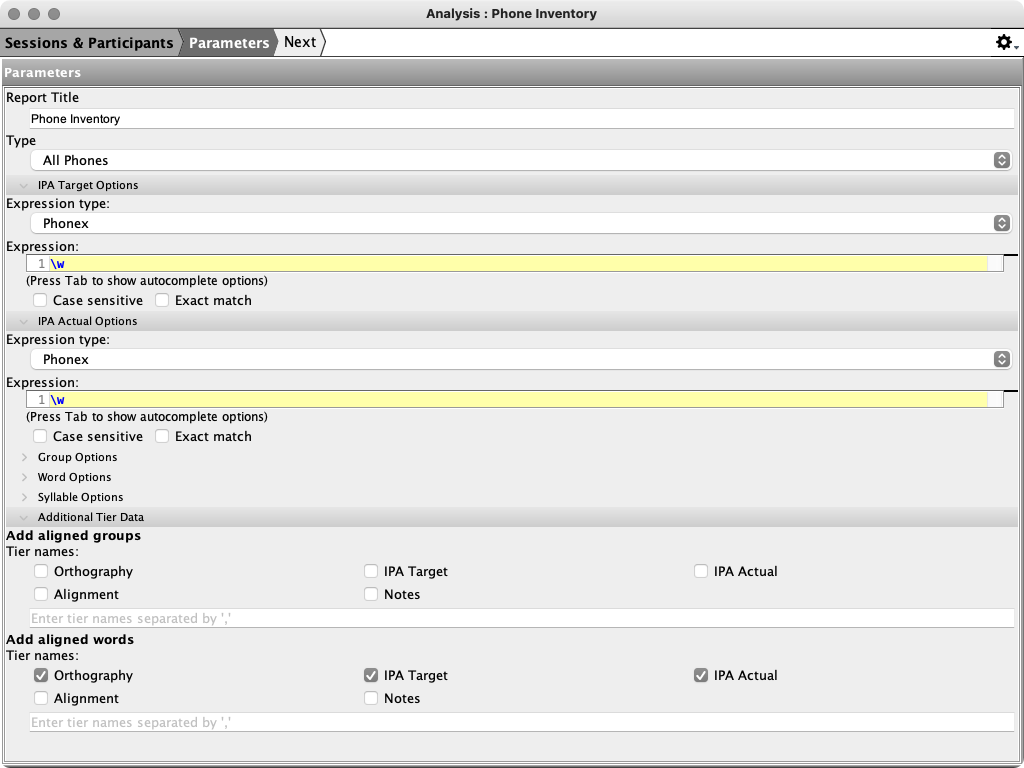 Analysis : Phone Inventory
Sessions & Participants Parameters Next
Parameters
Report Title
Phone Inventory
Type
All Phones
IPA Target Options
Expression type:
Phonex
Expression:
1 \w
(Press Tab to show autocomplete options)
Case sensitive Exact match
IPA Actual Options
Expression type:
Phonex
Expression:
1 \w
(Press Tab to show autocomplete options)
Case sensitive Exact match
Group Options
Word Options
Syllable Options
Additional Tier Data
Add aligned groups
Tier names:
Orthography IPA Target IPA Actual
Alignment Notes
Enter tier names separated by ','
Add aligned words
Tier names:
Orthography IPA Target IPA Actual
Alignment Notes
Enter tier names separated by ','